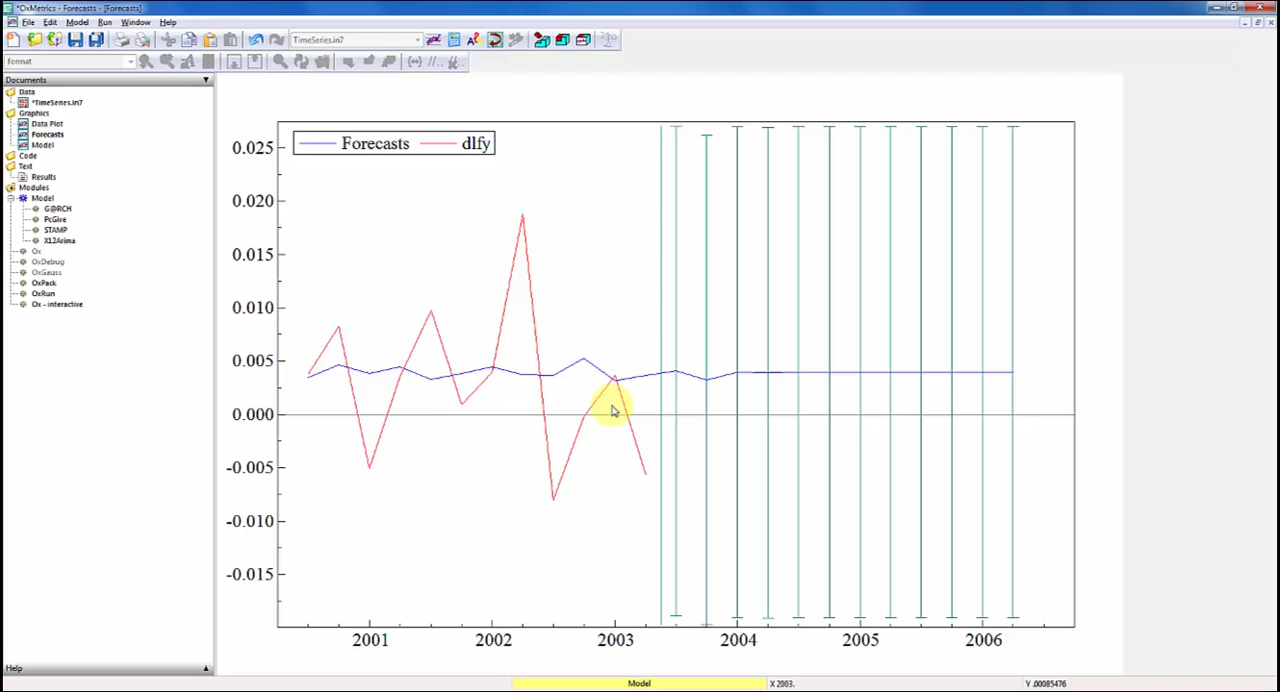 *OxMetrics - Forecasts - [Forecasts]
File Edit Model Run Window Help
TimeSeries.in7
format
Documents
Data
*TimeSeries.in7
Graphics
Data Plot
Forecasts
Model
Code
Text
Results
Modules
Model
G@RCH
PcGive
STAMP
X12Arima
Ox
OxDebug
OxGauss
OxPack
OxRun
Ox - interactive
Forecasts dlfy
0.025
0.020
0.015
0.010
0.005
0.000
-0.005
-0.010
-0.015
2001 2002 2003 2004 2005 2006
Help
Model X 2003. Y .00085476